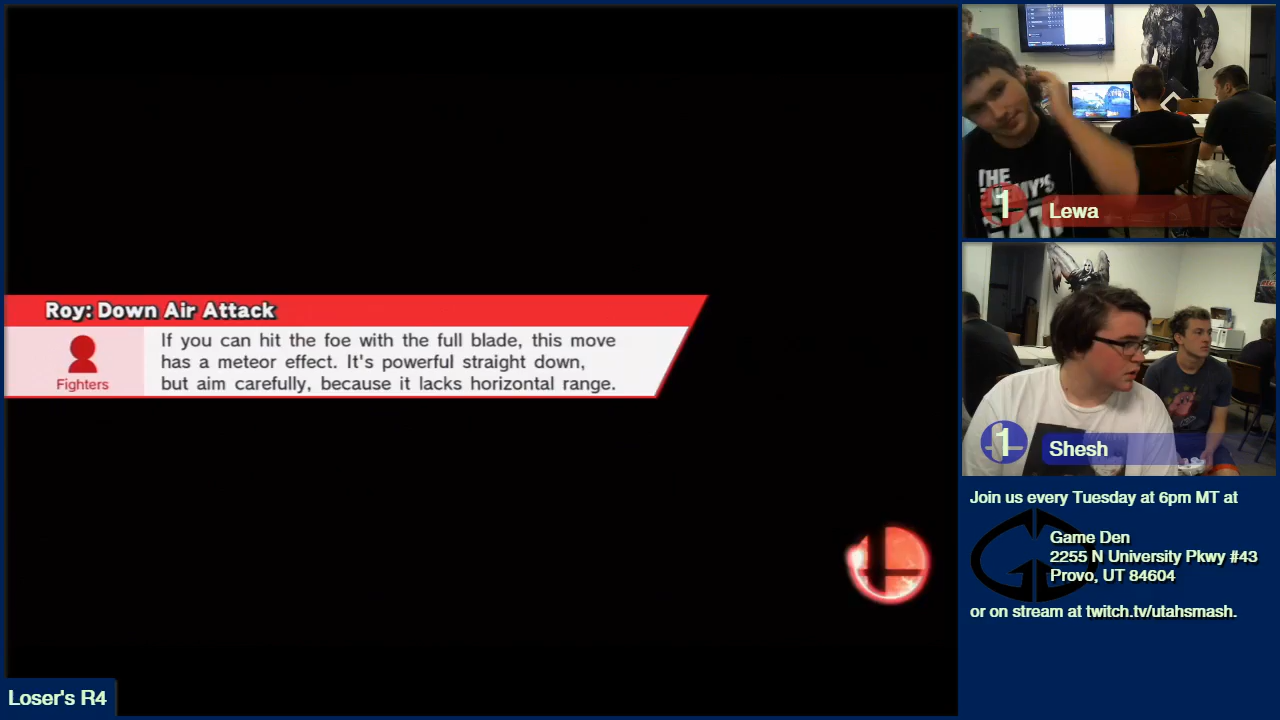 Roy: Down Air Attack
Fighters
If you can hit the foe with the full blade, this move
has a meteor effect. It's powerful straight down,
but aim carefully, because it lacks horizontal range.
Loser's R4
THE
1 Lewa
1 Shesh
Join us every Tuesday at 6pm MT at
Game Den
2255 N University Pkwy #43
Provo, UT 84604
or on stream at twitch.tv/utahsmash.